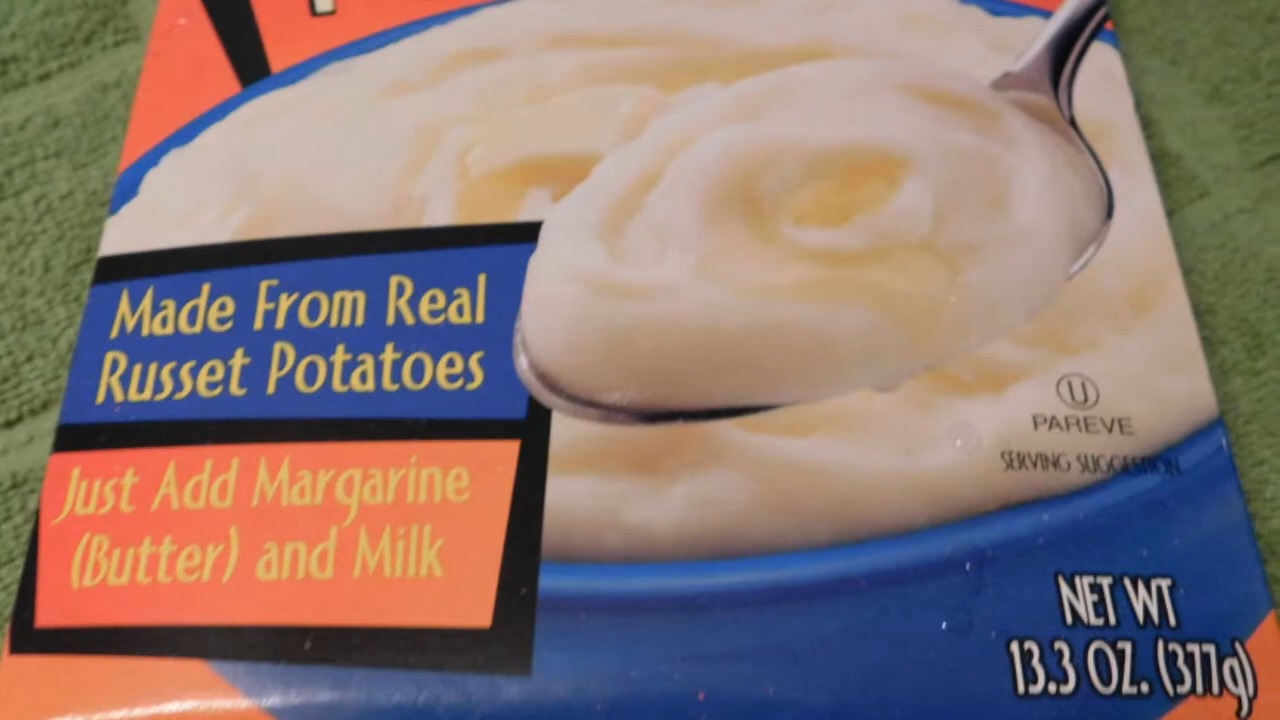 Made From Real
Russet Potatoes
Just Add Margarine
(Butter) and Milk
U
PAREVE
SERVING SUGGESTION
NET WT
13.3 OZ. (377g)